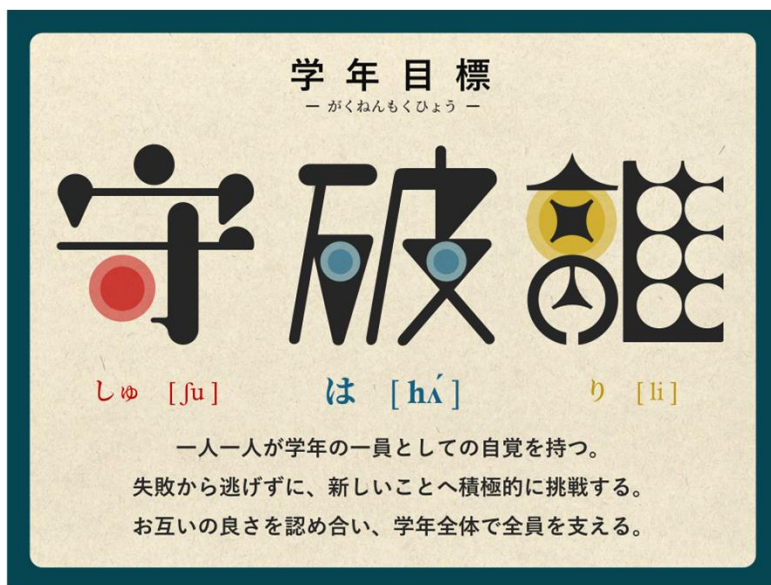 学年目標
ー がくねんもくひょう ー
守破離
しゅ [ʃu] は [hʌ́] り [li]
一人一人が学年の一員としての自覚を持つ。
失敗から逃げずに、新しいことへ積極的に挑戦する。
お互いの良さを認め合い、学年全体で全員を支える。